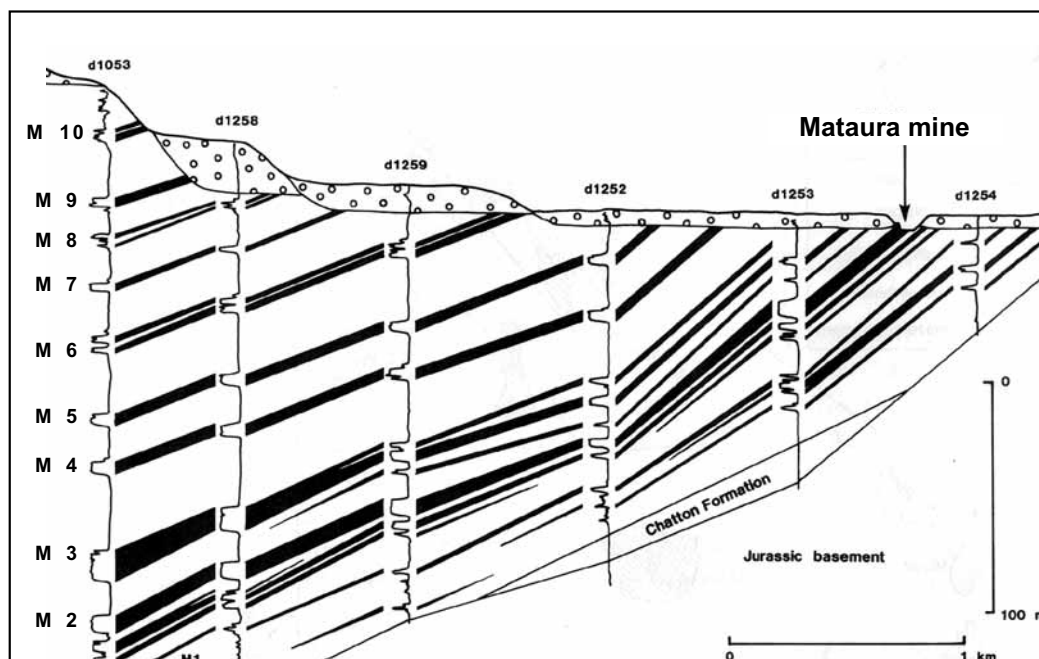 d1053
M 10
d1258
Mataura mine
d1259
d1252
d1253
d1254
M 9
M 8
M 7
M 6
0
M 5
M 4
Chatton Formation
M 3
Jurassic basement
100 m
M 2
M1
0
1 km